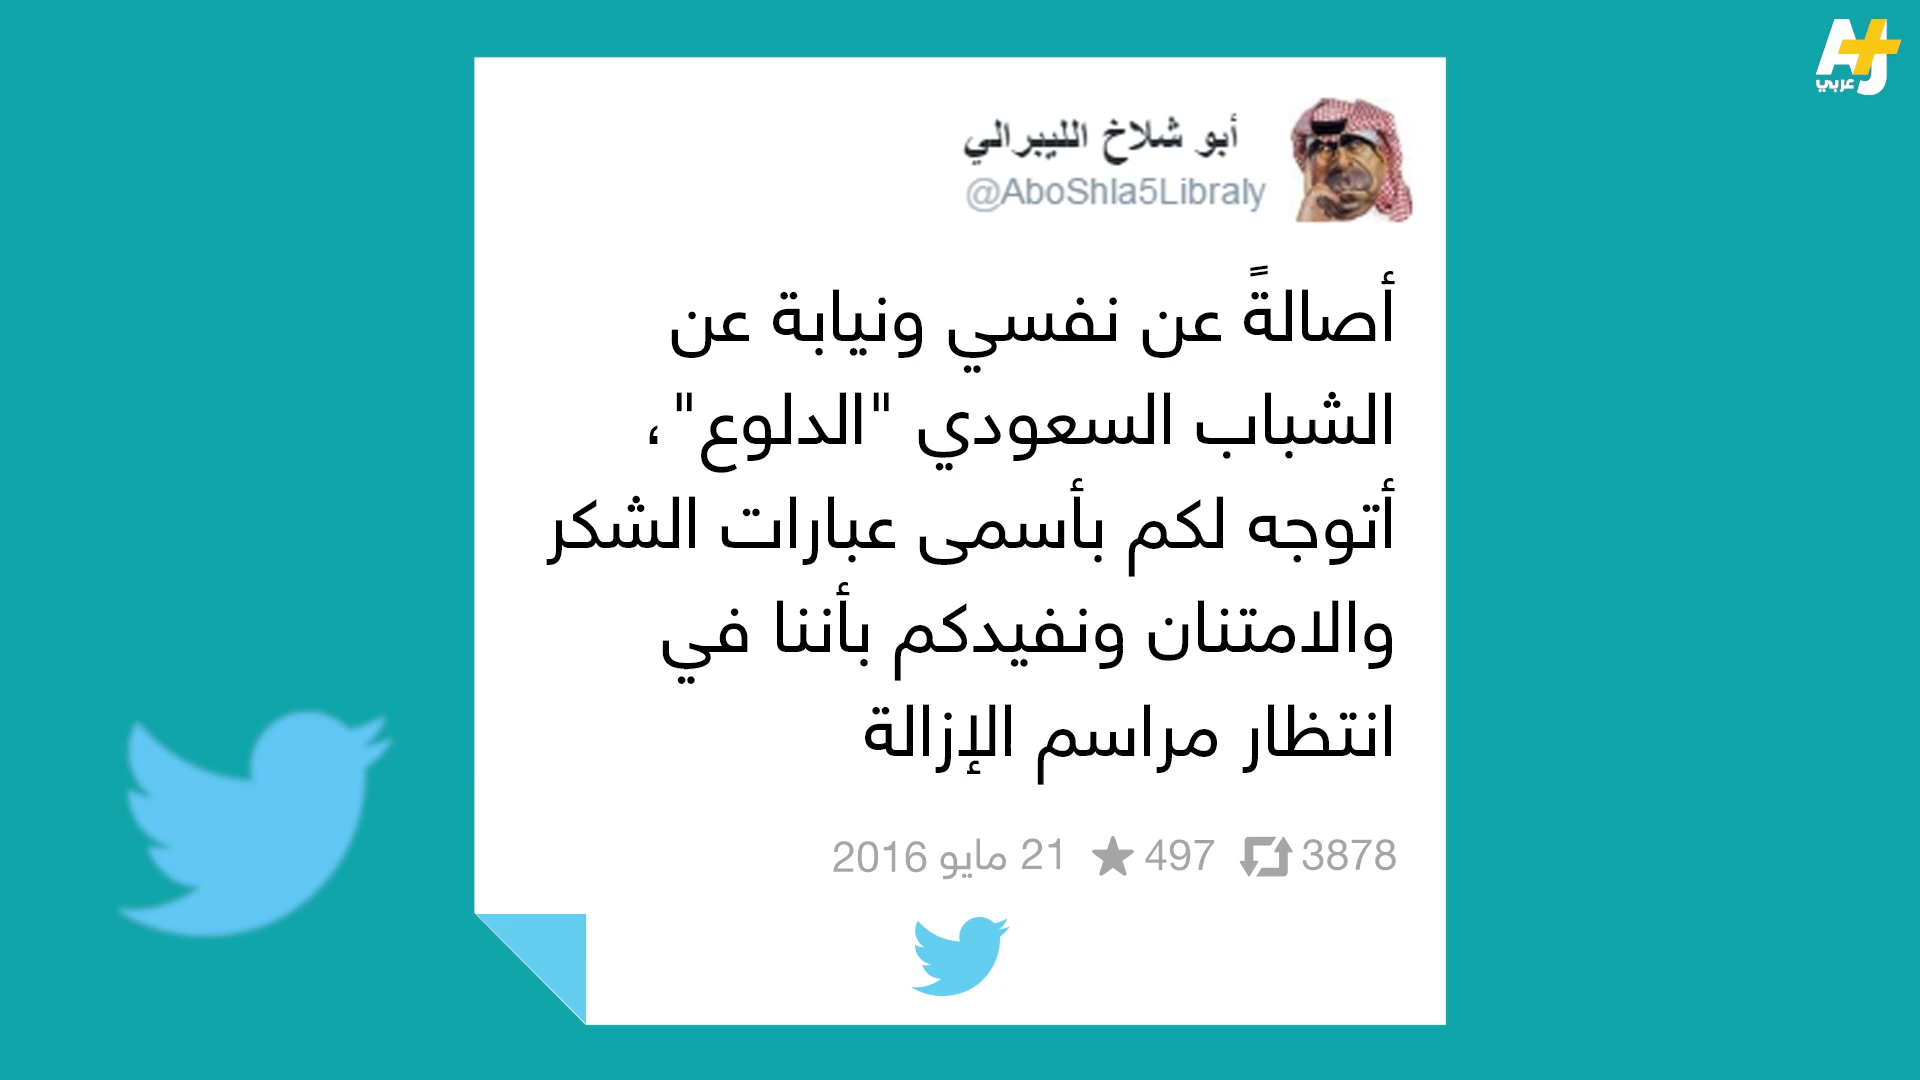 AJ+
عربي
أبو شلاخ الليبرالي
@AboShla5Libraly
أصالةً عن نفسي ونيابة عن
الشباب السعودي "الدلوع"،
أتوجه لكم بأسمى عبارات الشكر
والامتنان ونفيدكم بأننا في
انتظار مراسم الإزالة
3878 497 21 مايو 2016